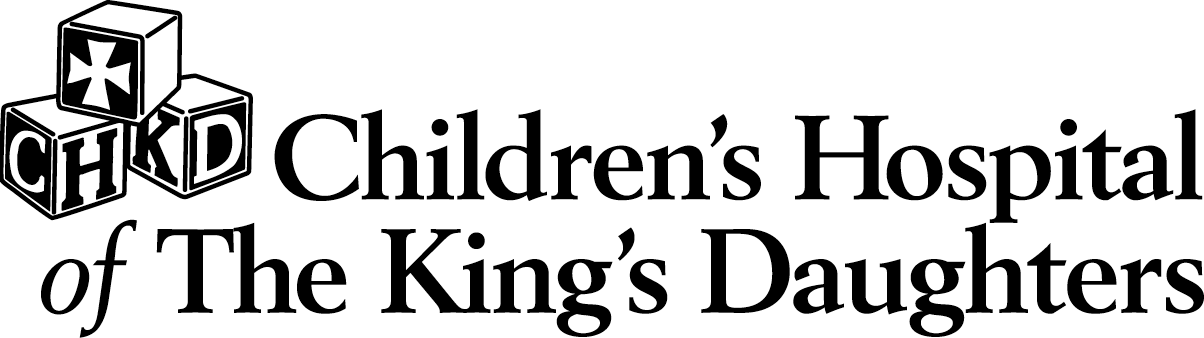 CHKD Children’s Hospital
of The King’s Daughters